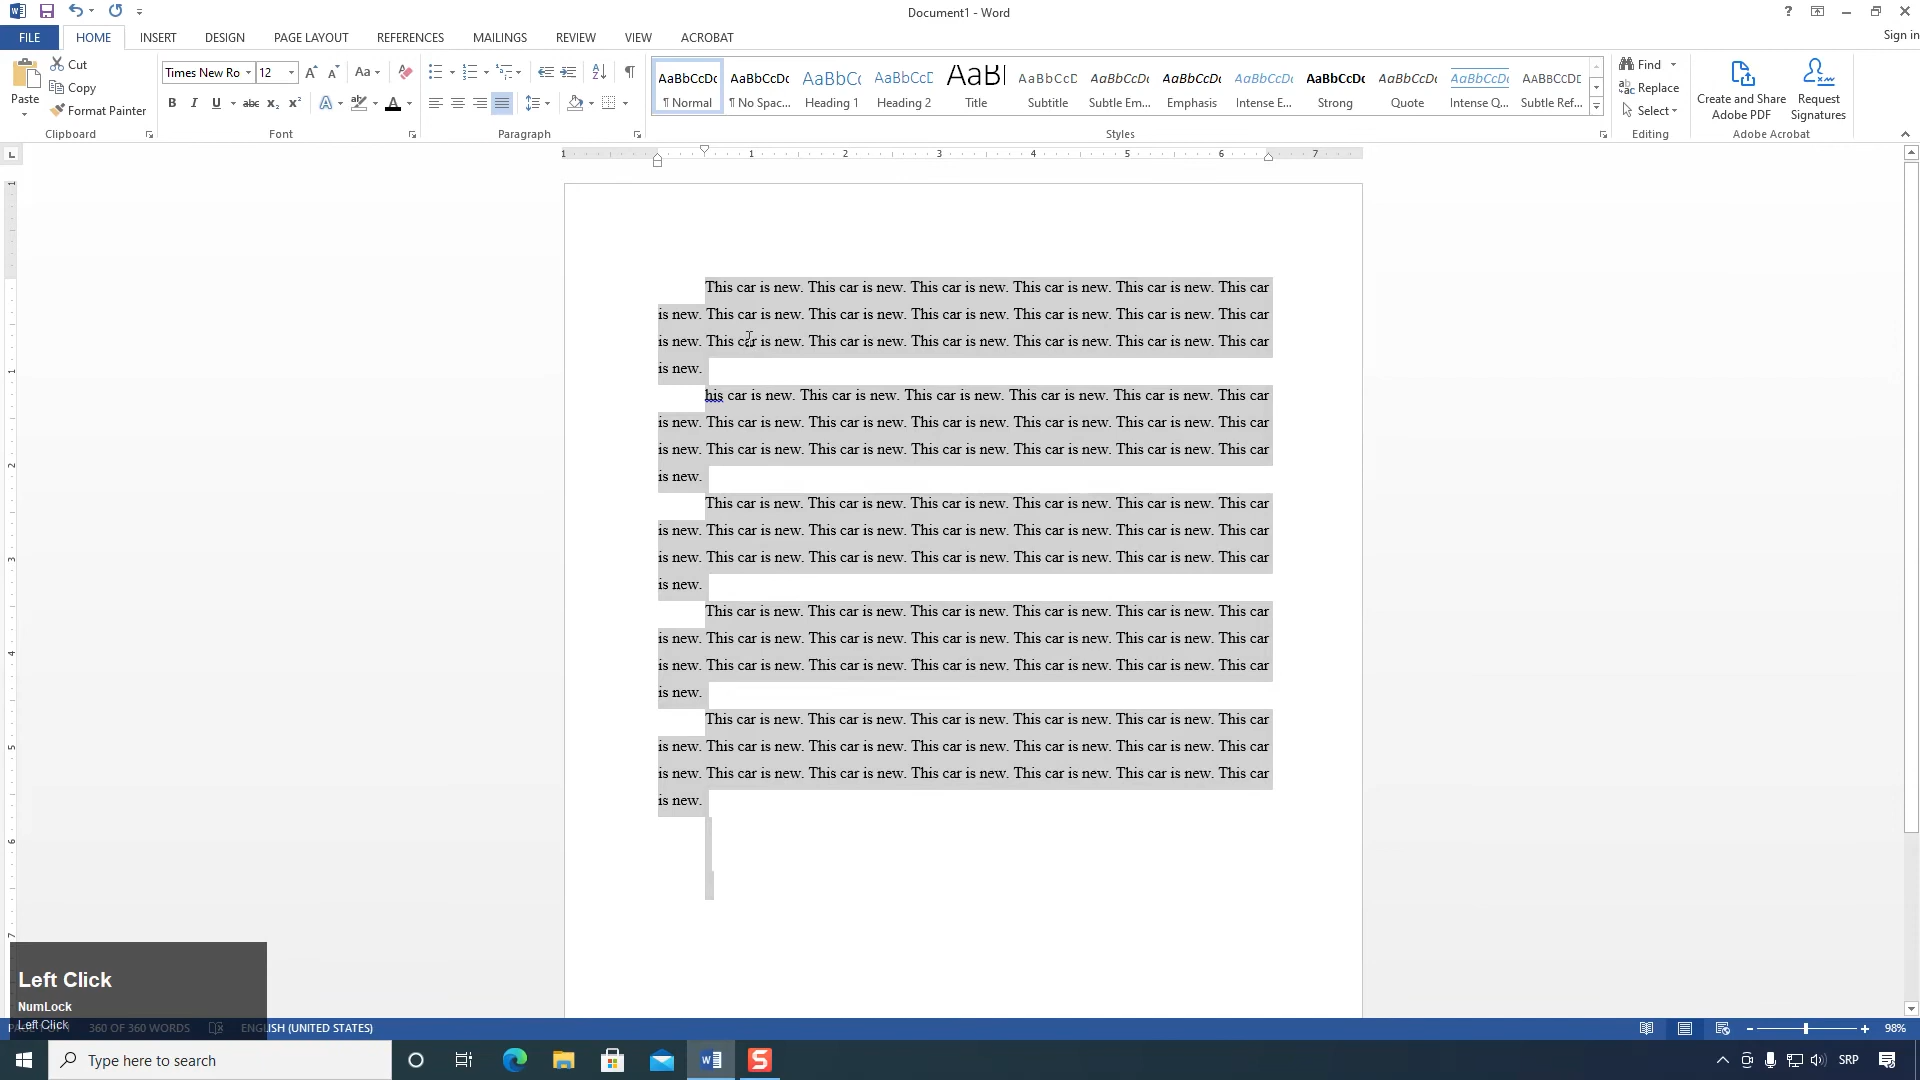 Document1 - Word
Sign in
FILE HOME INSERT DESIGN PAGE LAYOUT REFERENCES MAILINGS REVIEW VIEW ACROBAT
Paste
Cut
Copy
Format Painter
Clipboard
Times New Ro 12
Font
Paragraph
AaBbCcDc AaBbCcDc AaBbCc AaBbCcD AaBl AaBbCcD AaBbCcDc AaBbCcDc AaBbCcDc AaBbCcDc AaBbCcDc AaBbCcDc AABBCCDE
¶ Normal ¶ No Spac... Heading 1 Heading 2 Title Subtitle Subtle Em... Emphasis Intense E... Strong Quote Intense Q... Subtle Ref...
Styles
Find
Replace
Select
Editing
Create and Share
Adobe PDF
Request
Signatures
Adobe Acrobat
1 1 2 3 4 5 6 7
This car is new. This car is new. This car is new. This car is new. This car is new. This car
is new. This car is new. This car is new. This car is new. This car is new. This car is new. This car
is new. This car is new. This car is new. This car is new. This car is new. This car is new. This car
is new.
his car is new. This car is new. This car is new. This car is new. This car is new. This car
is new. This car is new. This car is new. This car is new. This car is new. This car is new. This car
is new. This car is new. This car is new. This car is new. This car is new. This car is new. This car
is new.
This car is new. This car is new. This car is new. This car is new. This car is new. This car
is new. This car is new. This car is new. This car is new. This car is new. This car is new. This car
is new. This car is new. This car is new. This car is new. This car is new. This car is new. This car
is new.
This car is new. This car is new. This car is new. This car is new. This car is new. This car
is new. This car is new. This car is new. This car is new. This car is new. This car is new. This car
is new. This car is new. This car is new. This car is new. This car is new. This car is new. This car
is new.
This car is new. This car is new. This car is new. This car is new. This car is new. This car
is new. This car is new. This car is new. This car is new. This car is new. This car is new. This car
is new. This car is new. This car is new. This car is new. This car is new. This car is new. This car
is new.
Left Click
NumLock
Left Click
360 OF 360 WORDS ENGLISH (UNITED STATES)
98%
Type here to search
SRP